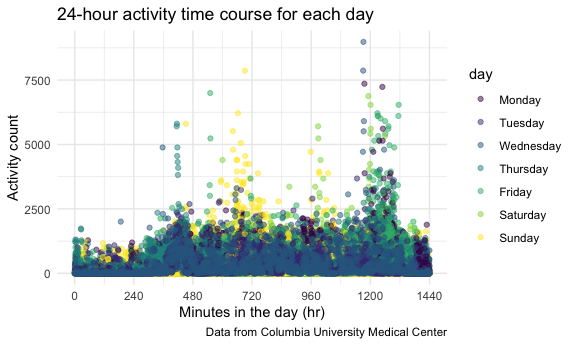 24-hour activity time course for each day
Activity count
7500
5000
2500
0
0 240 480 720 960 1200 1440
Minutes in the day (hr)
Data from Columbia University Medical Center
day
Monday
Tuesday
Wednesday
Thursday
Friday
Saturday
Sunday